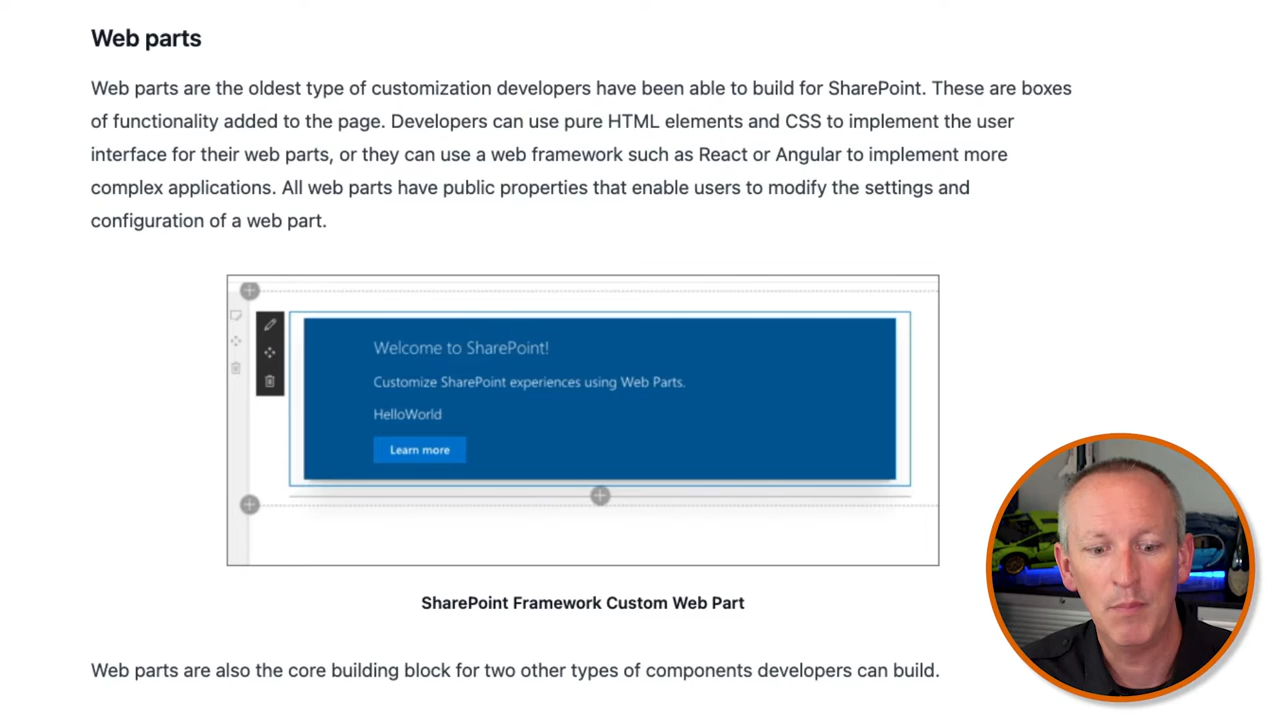 Web parts
Web parts are the oldest type of customization developers have been able to build for SharePoint. These are boxes
of functionality added to the page. Developers can use pure HTML elements and CSS to implement the user
interface for their web parts, or they can use a web framework such as React or Angular to implement more
complex applications. All web parts have public properties that enable users to modify the settings and
configuration of a web part.
Welcome to SharePoint!
Customize SharePoint experiences using Web Parts.
HelloWorld
Learn more
SharePoint Framework Custom Web Part
Web parts are also the core building block for two other types of components developers can build.